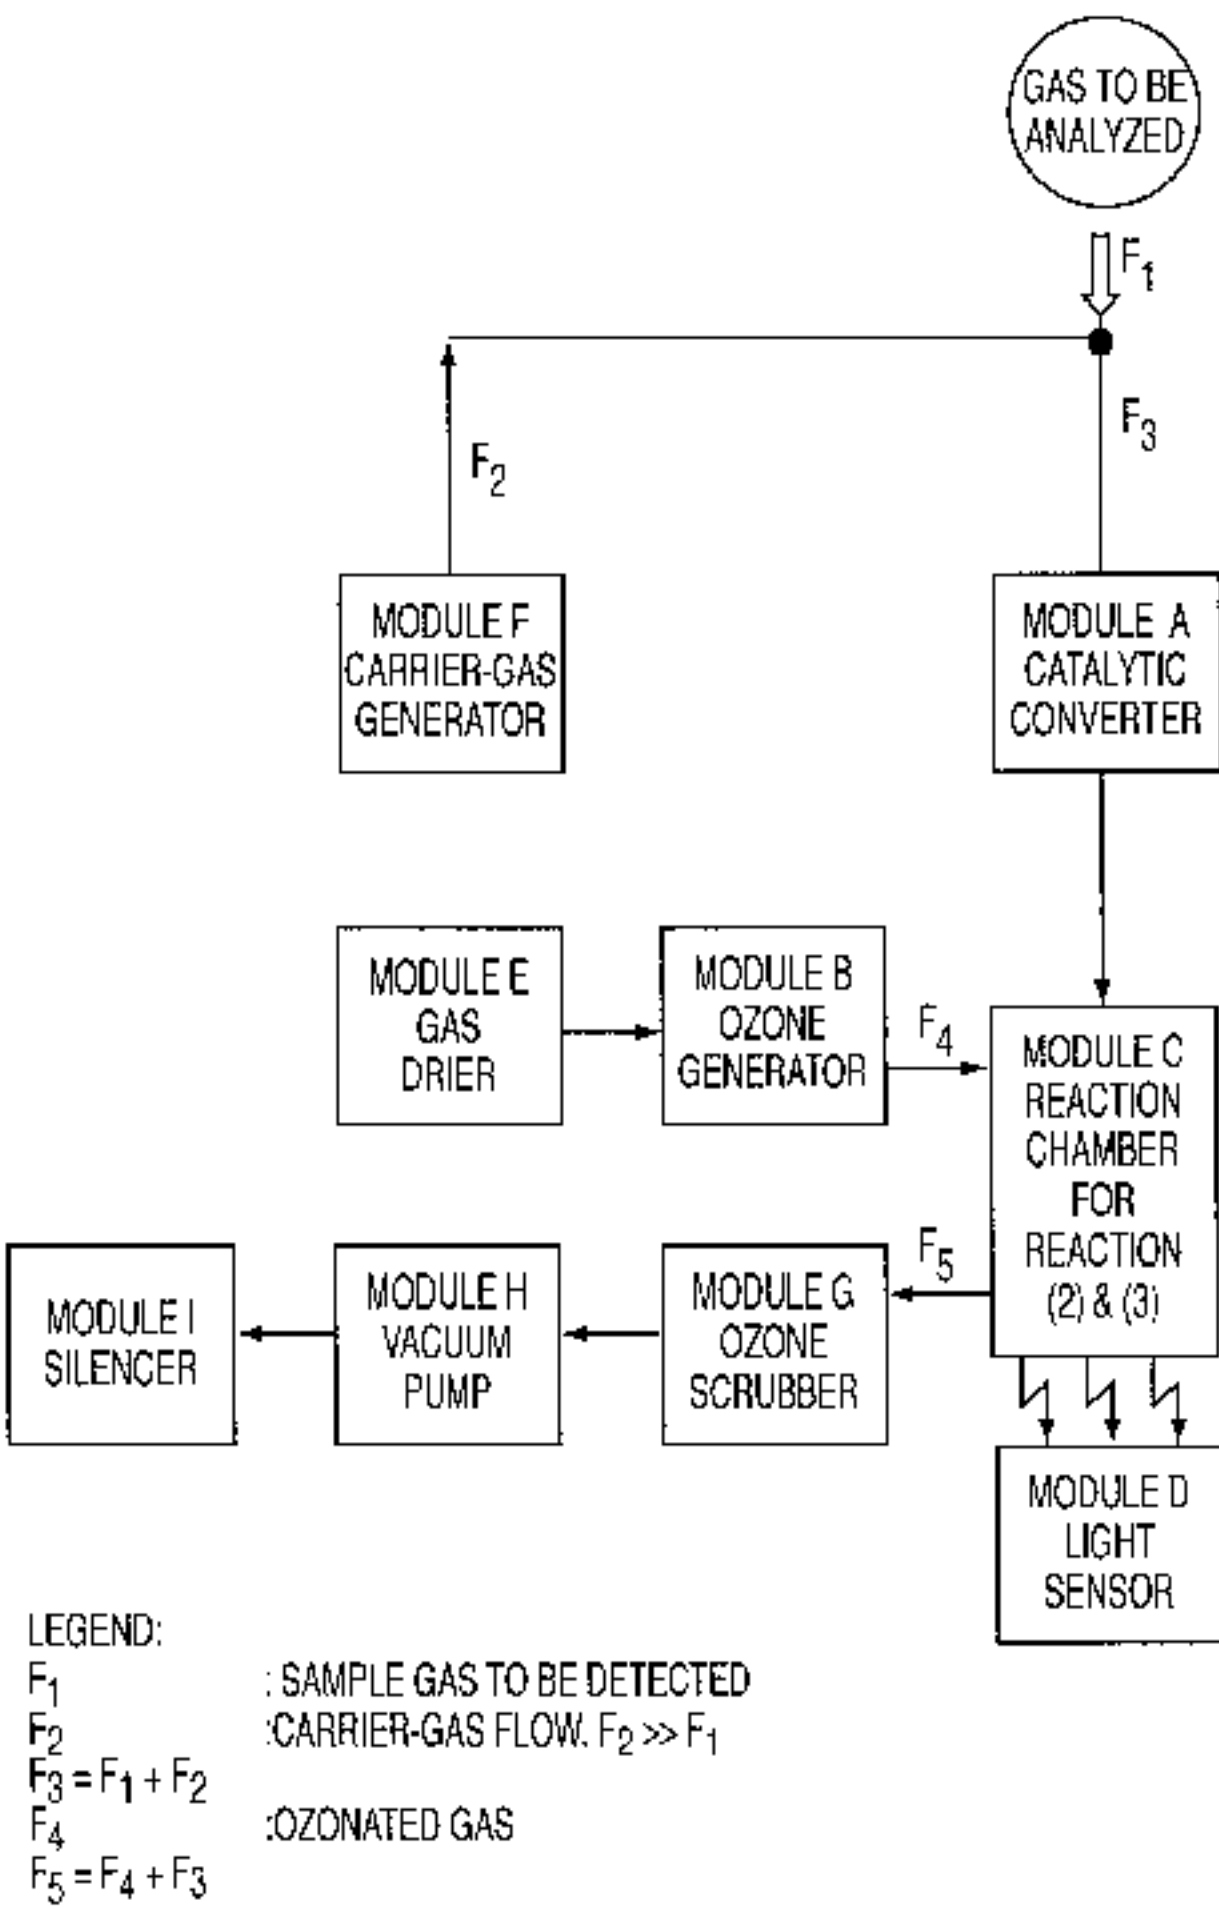 GAS TO BE
ANALYZED
F1
F3
F2
MODULE F
CARRIER-GAS
GENERATOR
MODULE A
CATALYTIC
CONVERTER
MODULE E
GAS
DRIER
MODULE B
OZONE
GENERATOR
F4
MODULE C
REACTION
CHAMBER
FOR
REACTION
(2) & (3)
F5
MODULE I
SILENCER
MODULE H
VACUUM
PUMP
MODULE G
OZONE
SCRUBBER
MODULE D
LIGHT
SENSOR
LEGEND:
F1 : SAMPLE GAS TO BE DETECTED
F2 :CARRIER-GAS FLOW. F2 >> F1
F3 = F1 + F2
F4 :OZONATED GAS
F5 = F4 + F3